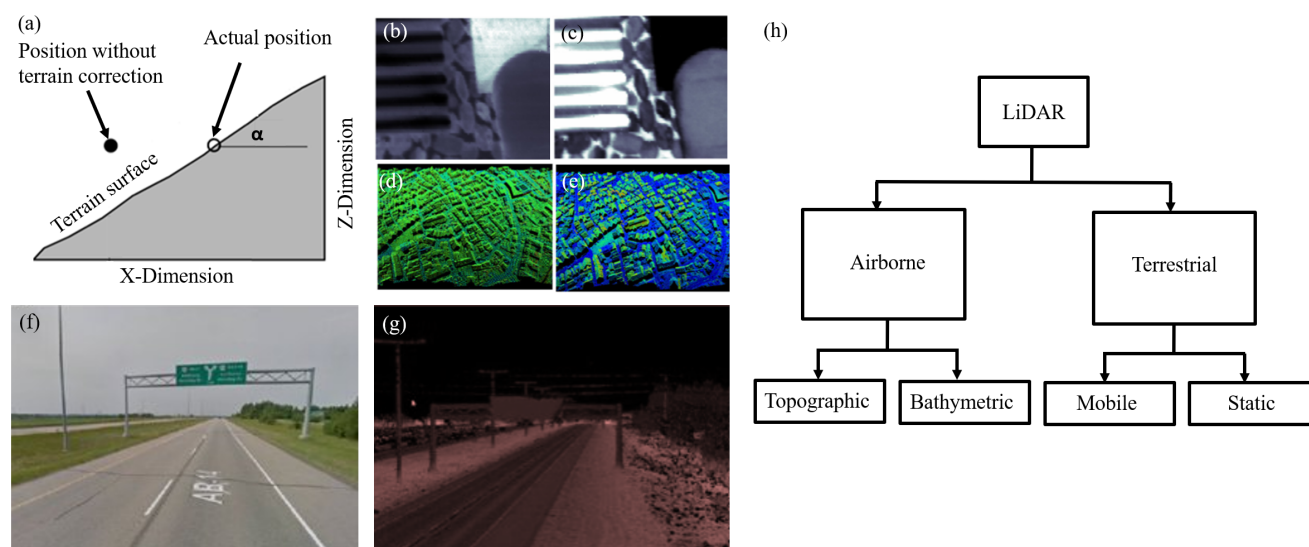 (a)
Position without
terrain correction
Actual position
α
Terrain surface
X-Dimension
Z-Dimension
(b)
(c)
(d)
(e)
(f)
AB-14
(g)
(h)
LiDAR
Airborne
Terrestrial
Topographic
Bathymetric
Mobile
Static